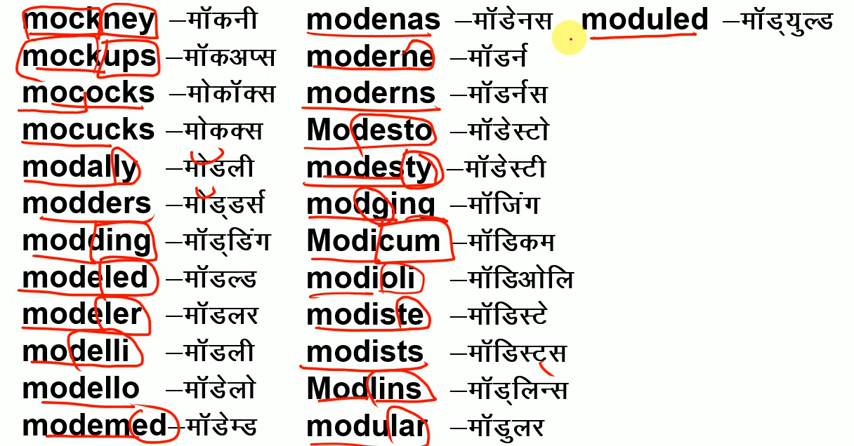 mockney –मॉकनी
mockups –मॉकअप्स
mococks –मोकॉक्स
mocucks –मोकक्स
modally –मोडली
modders –मोड्डर्स
modding –मॉड्डिंग
modeled –मॉडल्ड
modeler –मॉडलर
modelli –मॉडली
modello –मॉडेलो
modemed –मॉडेम्ड
modenas –मॉडेनस
moderne –मॉडर्न
moderns –मॉडर्नस
Modesto –मॉडेस्टो
modesty –मॉडेस्टी
modging –मॉजिंग
Modicum –मॉडिकम
modioli –मॉडिओलि
modiste –मॉडिस्टे
modists –मॉडिस्ट्स
Modlins –मॉड्लिन्स
modular –मॉडुलर
moduled –मॉड्युल्ड